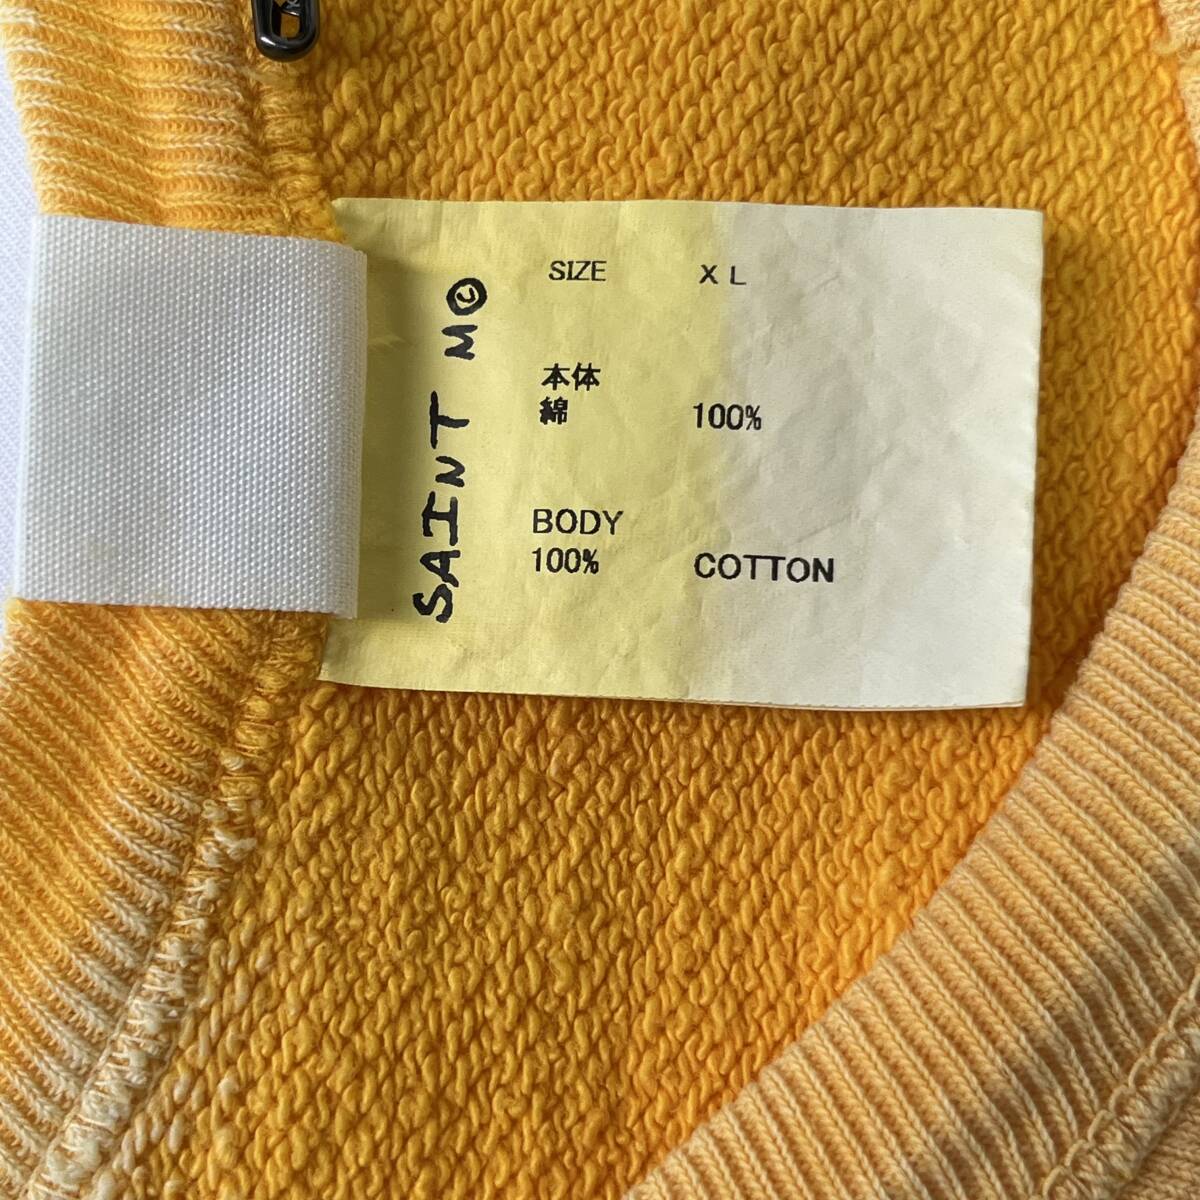 SAINT M©
SIZE XL
本体
綿 100%
BODY
100% COTTON